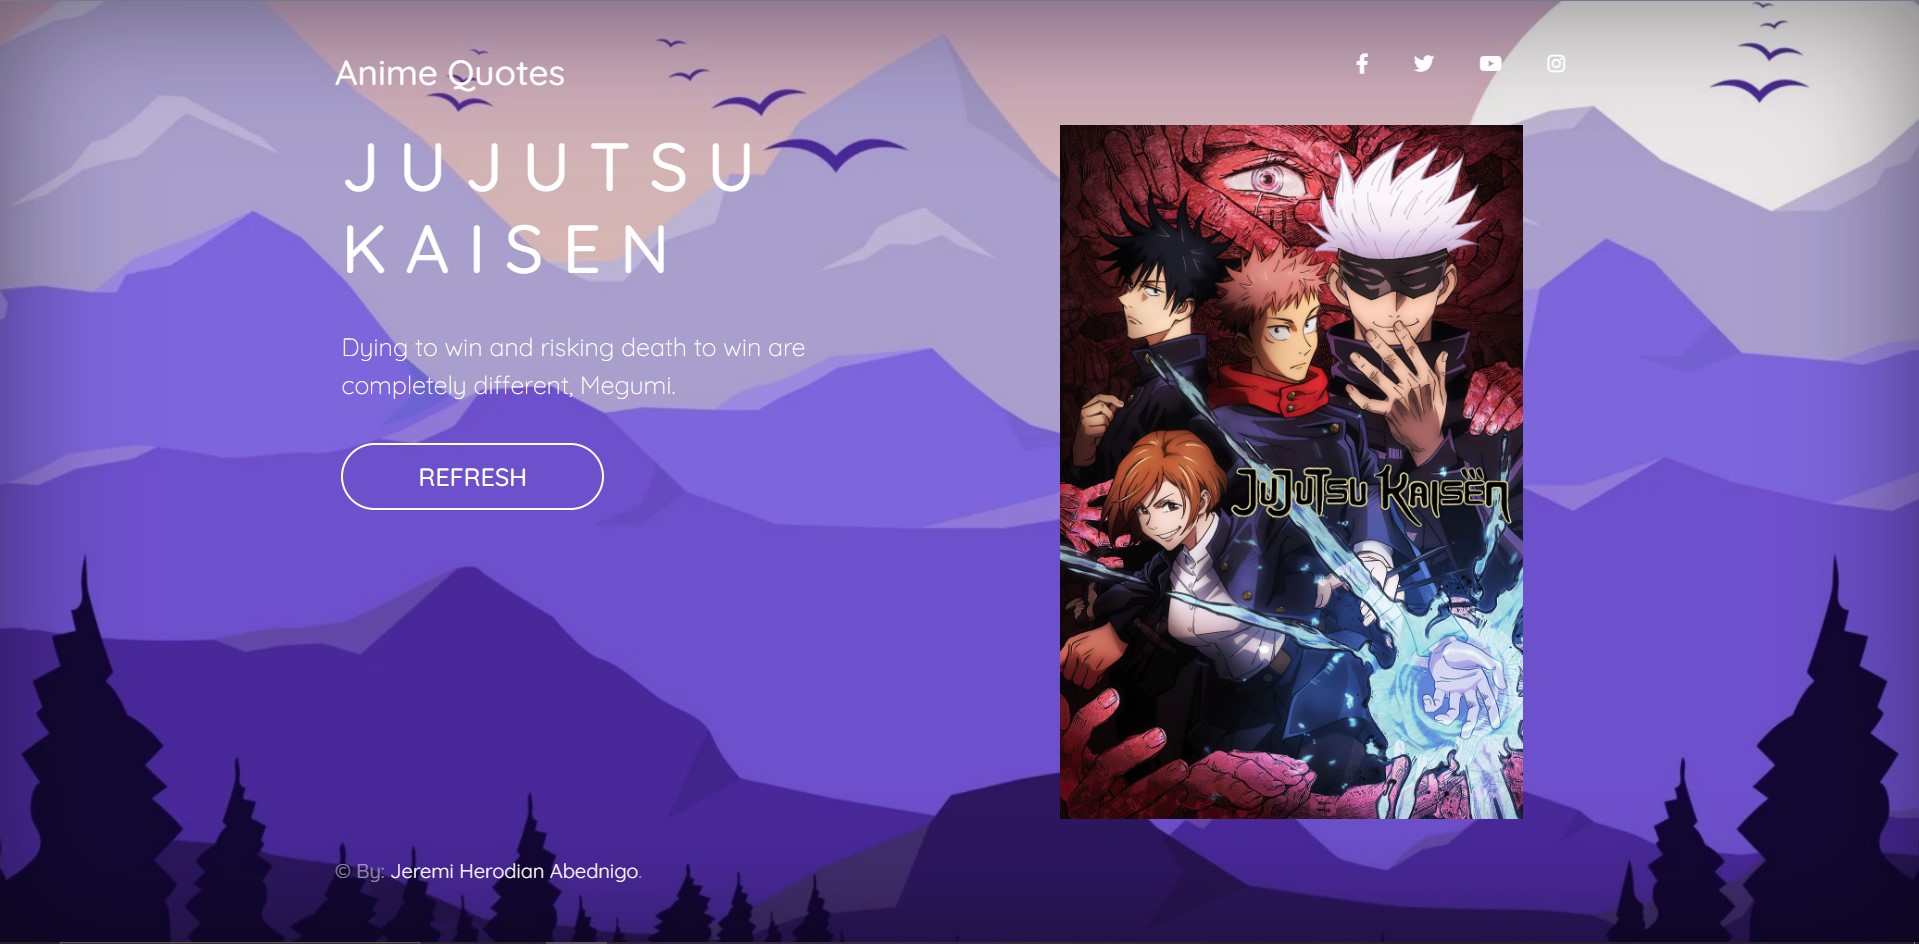 Anime Quotes
JUJUTSU
KAISEN
Dying to win and risking death to win are
completely different, Megumi.
REFRESH
JUJUTSU KAISEN
© By: Jeremi Herodian Abednigo.